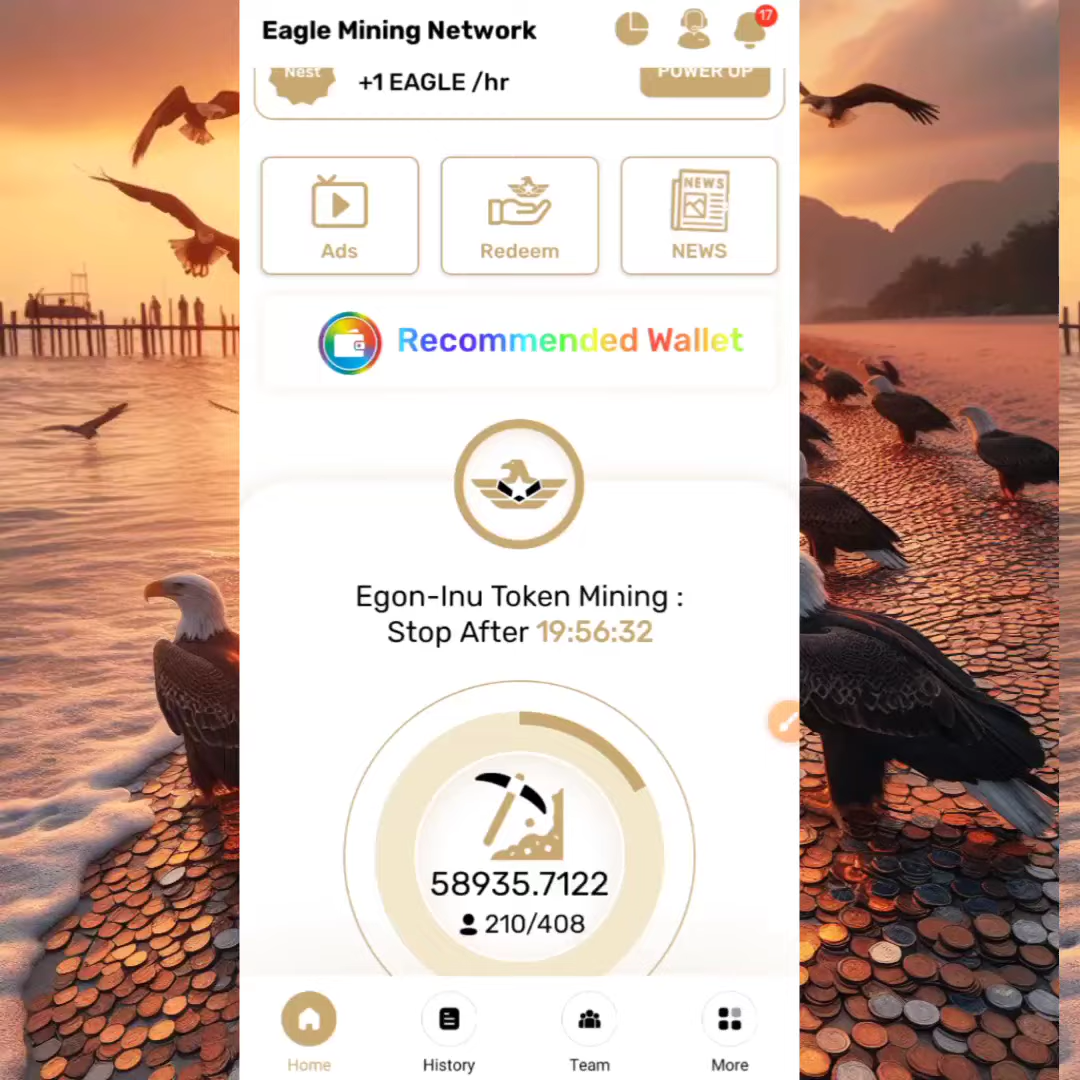 Eagle Mining Network
17
Nest
+1 EAGLE /hr
POWER UP
Ads
Redeem
NEWS
NEWS
Recommended Wallet
Egon-Inu Token Mining :
Stop After 19:56:32
58935.7122
210/408
Home
History
Team
More